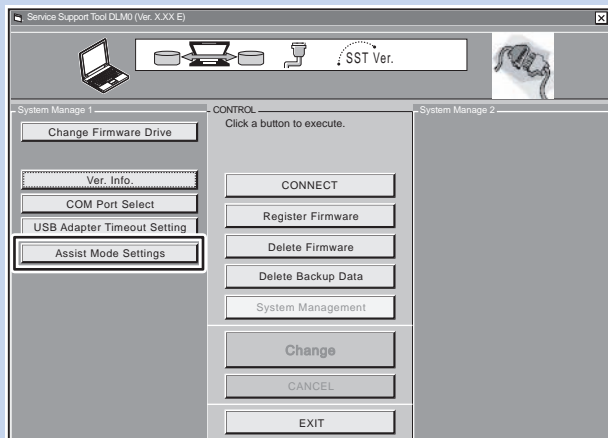 Service Support Tool DLM0 (Ver. X.XX E)
SST Ver.
System Manage 1
Change Firmware Drive
Ver. Info.
COM Port Select
USB Adapter Timeout Setting
Assist Mode Settings
CONTROL
Click a button to execute.
CONNECT
Register Firmware
Delete Firmware
Delete Backup Data
System Management
Change
CANCEL
EXIT
System Manage 2